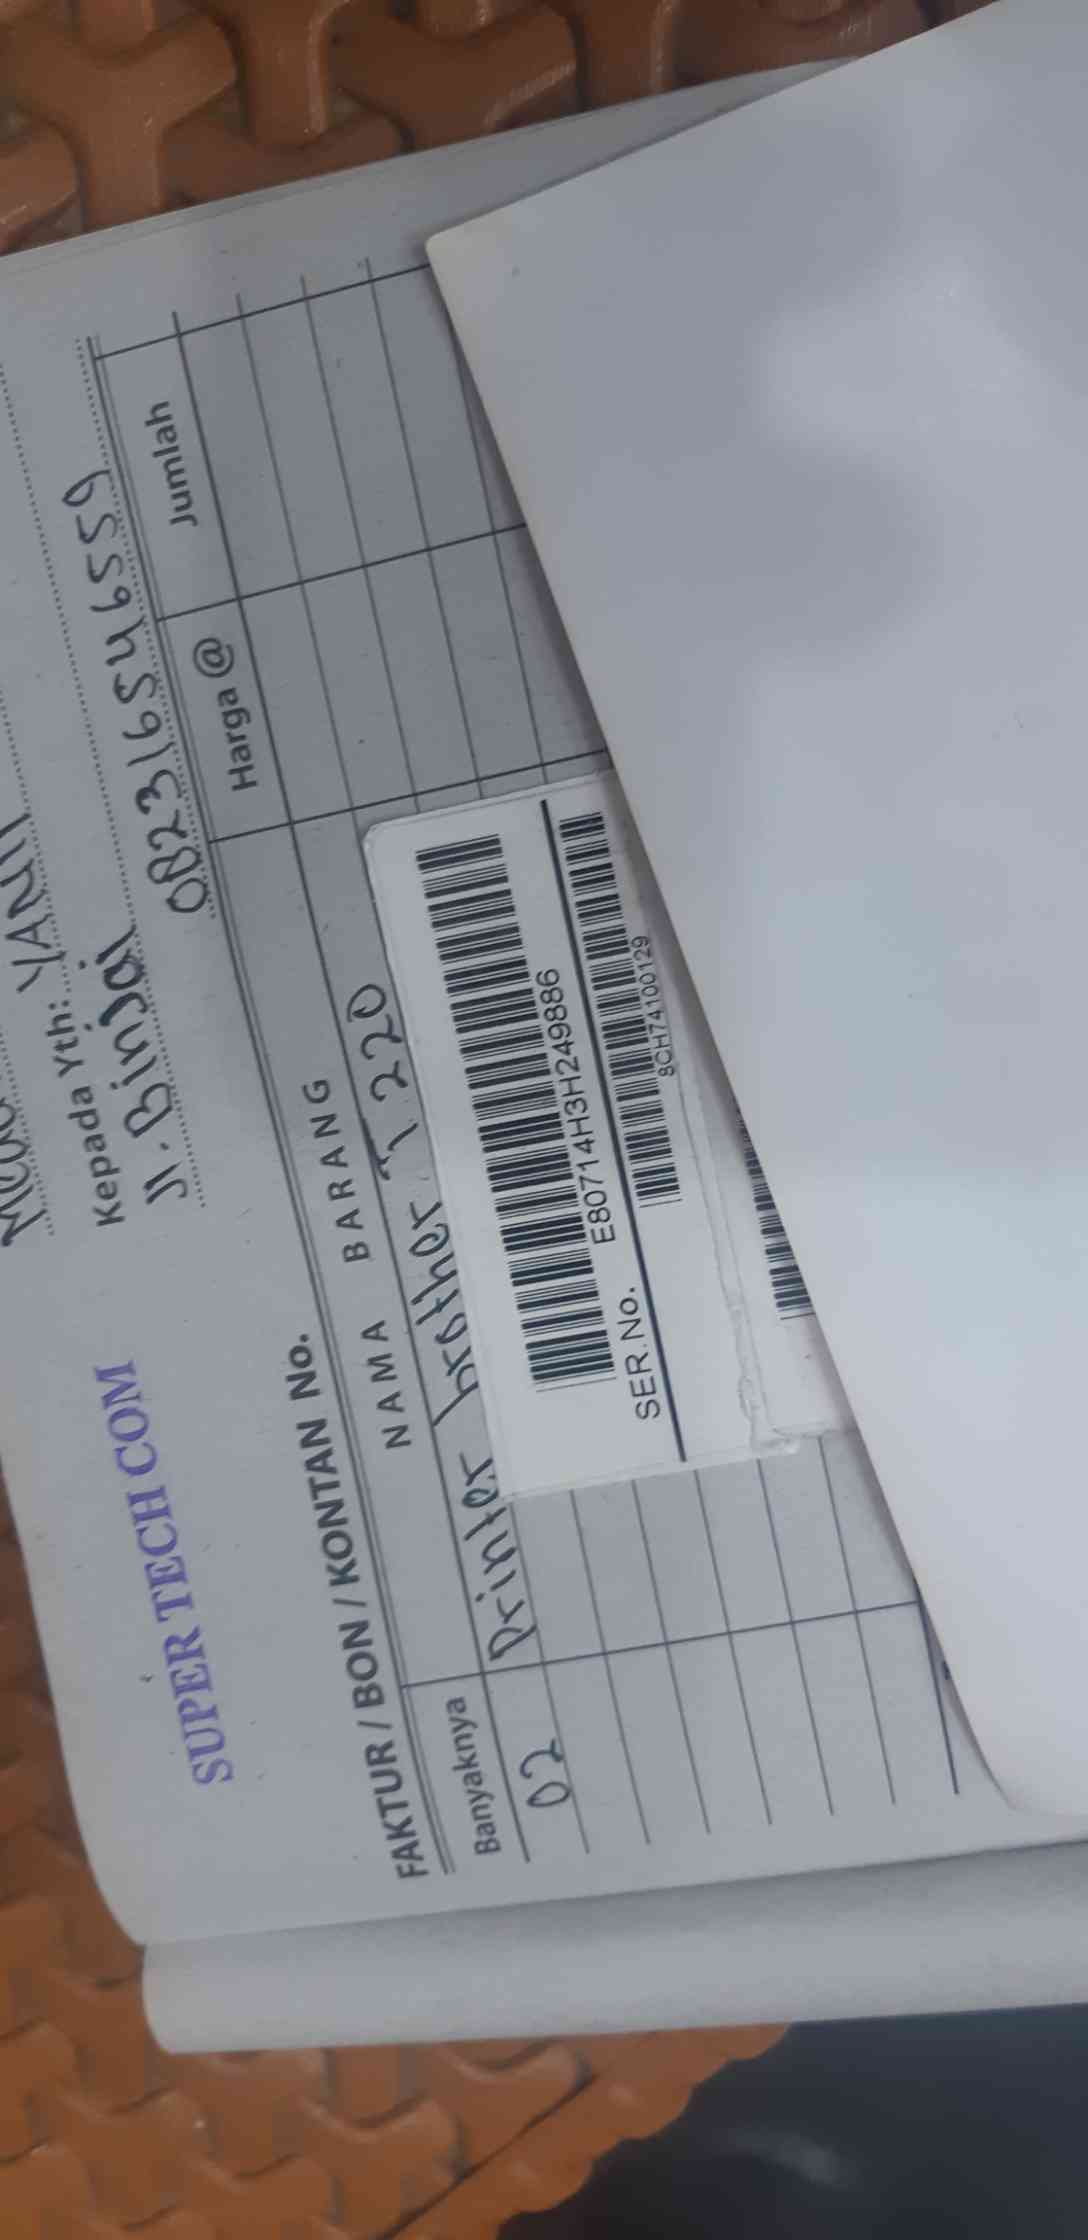 Kepada Yth: YANI
Jl. Binjai
082316546559
SUPER TECH COM
FAKTUR / BON / KONTAN No.
Banyaknya NAMA BARANG Harga @ Jumlah
02 Printer brother T 220
E80714H3H249886
SER.No.
8CH74100129